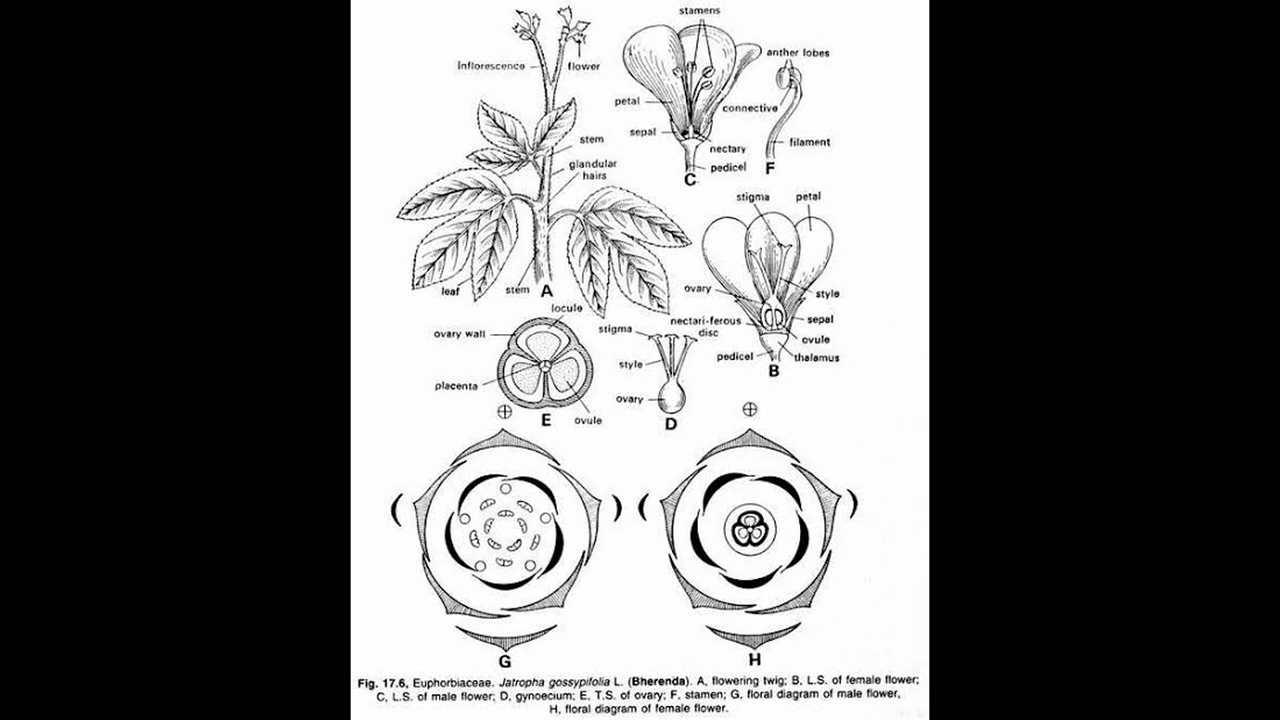 stamens
anther lobes
inflorescence
flower
petal
connective
sepal
stem
nectary
filament
glandular
hairs
pedicel
C
F
stigma
petal
leaf
stem
A
ovary
style
locule
ovary wall
stigma
nectari-ferous
disc
sepal
ovule
style
pedicel
thalamus
B
placenta
ovary
ovule
E
D
G
H
Fig. 17.6, Euphorbiaceae. Jatropha gossypifolia L. (Bherenda). A, flowering twig; B, L.S. of female flower;
C, L.S. of male flower; D, gynoecium; E, T.S. of ovary; F, stamen; G, floral diagram of male flower,
H, floral diagram of female flower.